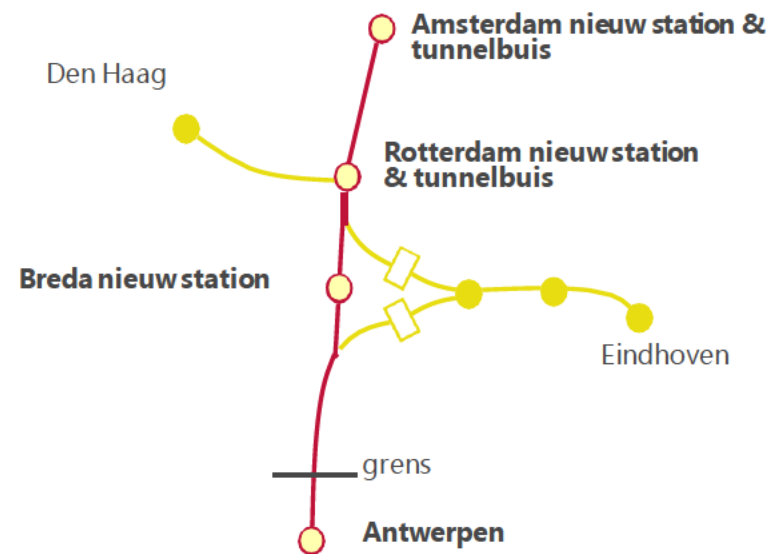 Amsterdam nieuw station &
tunnelbuis
Den Haag
Rotterdam nieuw station
& tunnelbuis
Breda nieuw station
Eindhoven
grens
Antwerpen